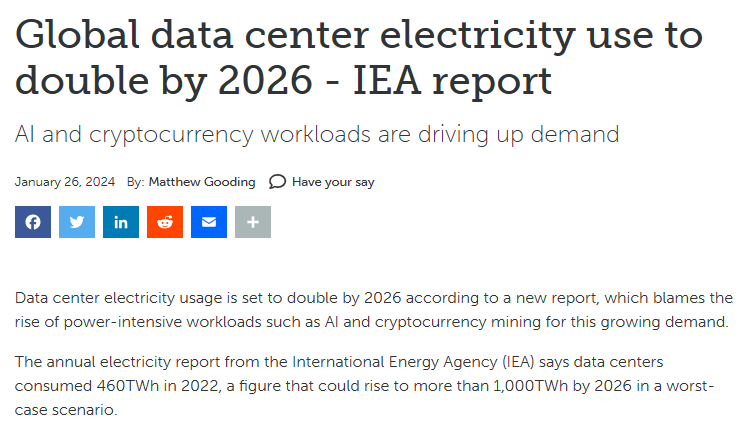 Global data center electricity use to
double by 2026 - IEA report
AI and cryptocurrency workloads are driving up demand
January 26, 2024 By: Matthew Gooding Have your say
Data center electricity usage is set to double by 2026 according to a new report, which blames the
rise of power-intensive workloads such as AI and cryptocurrency mining for this growing demand.
The annual electricity report from the International Energy Agency (IEA) says data centers
consumed 460TWh in 2022, a figure that could rise to more than 1,000TWh by 2026 in a worst-
case scenario.